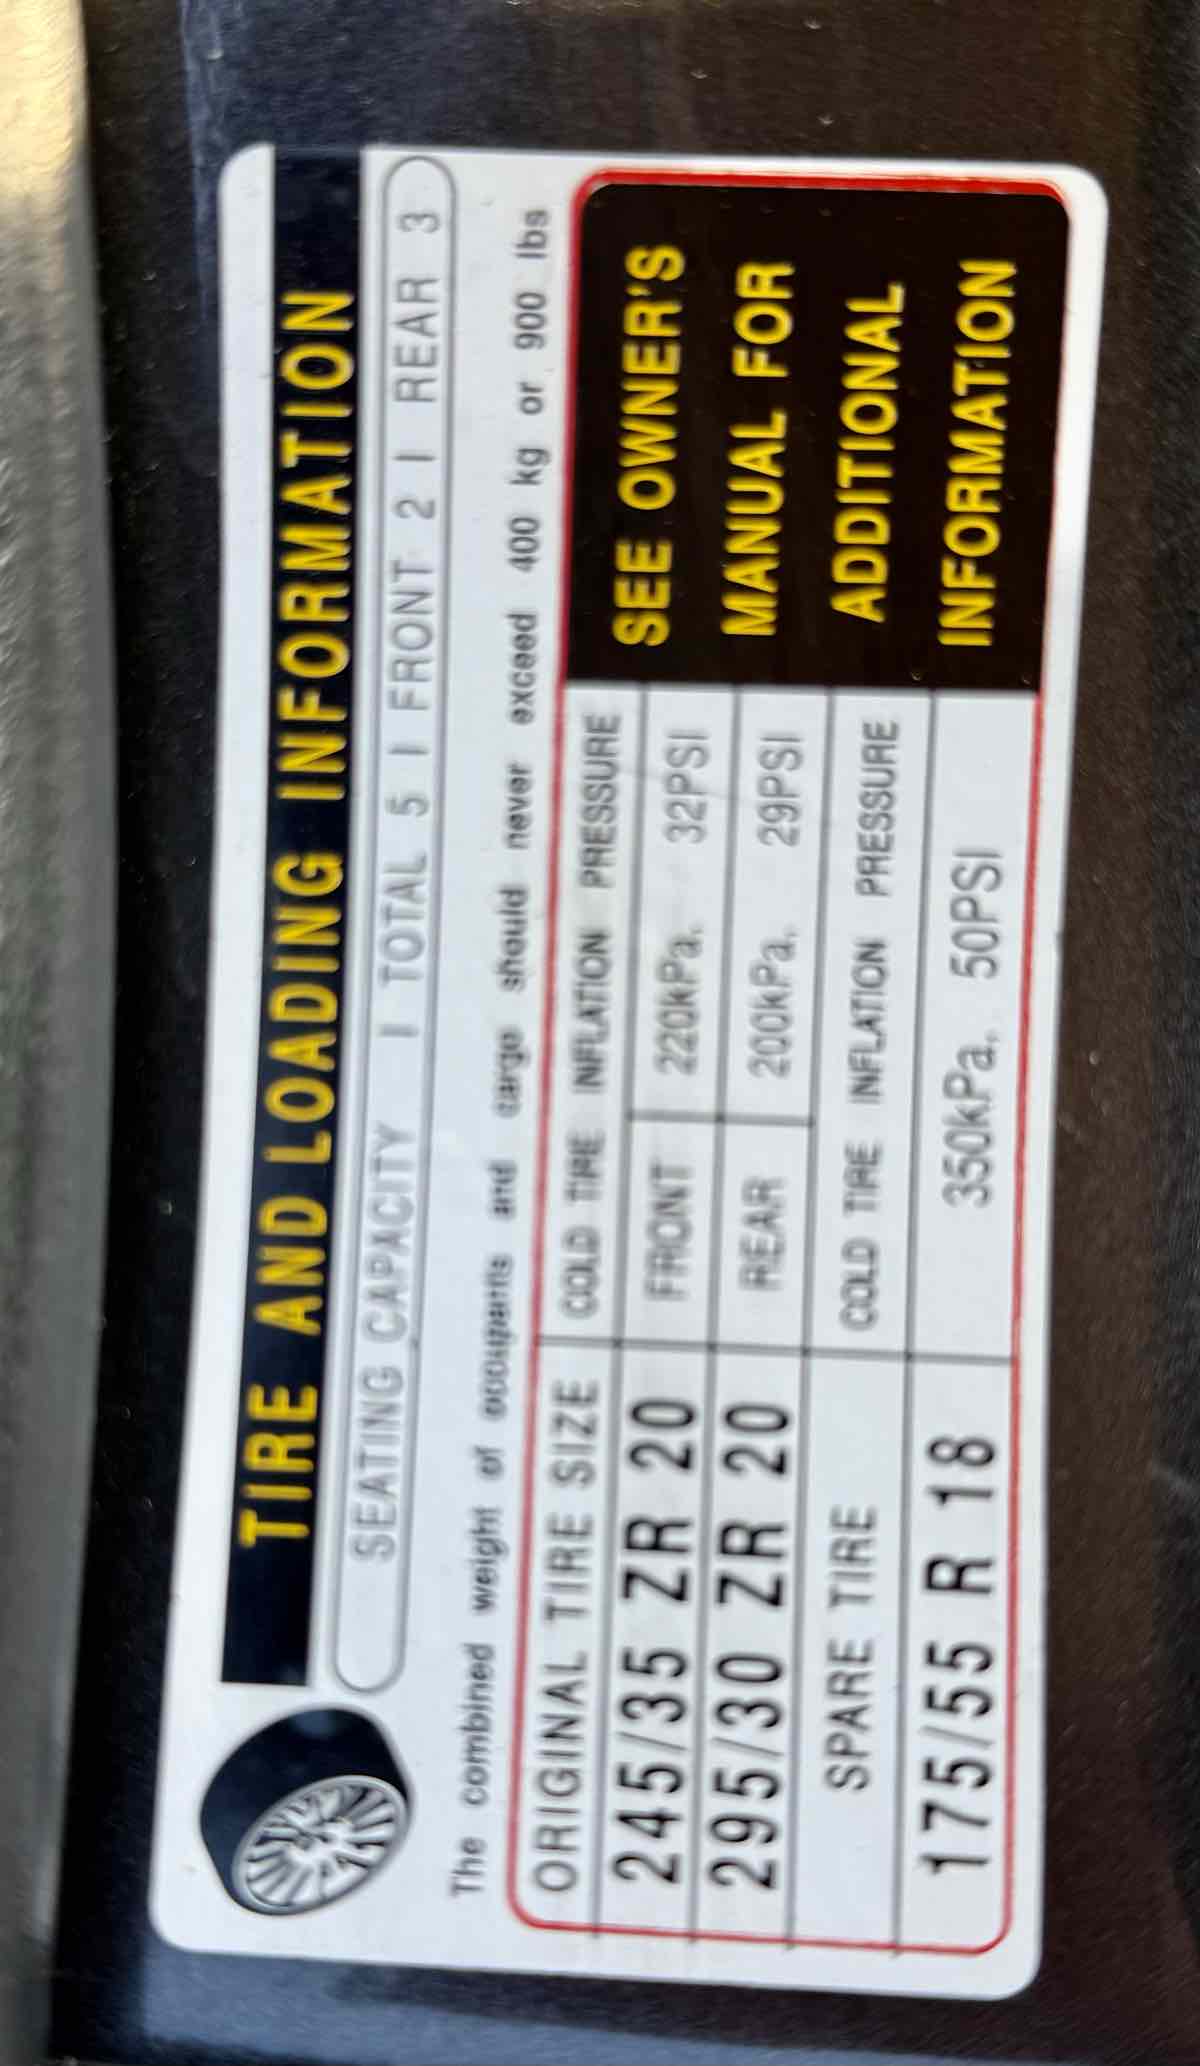 TIRE AND LOADING INFORMATION
SEATING CAPACITY | TOTAL 5 | FRONT 2 | REAR 3
The combined weight of occupants and cargo should never exceed 400 kg or 900 lbs
ORIGINAL TIRE SIZE COLD TIRE INFLATION PRESSURE
245/35 ZR 20 FRONT 220kPa. 32PSI
295/30 ZR 20 REAR 200kPa. 29PSI
SPARE TIRE COLD TIRE INFLATION PRESSURE
175/55 R 18 350kPa. 50PSI
SEE OWNER'S
MANUAL FOR
ADDITIONAL
INFORMATION